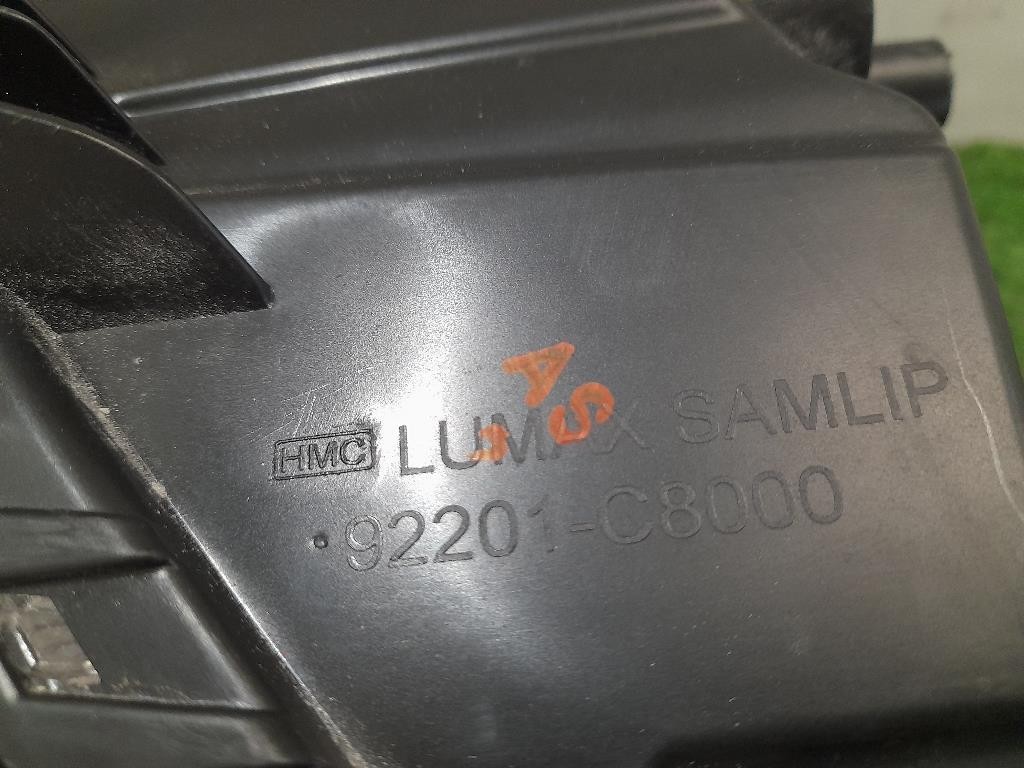 AS
HMC LUMAX SAMLIP
92201-C8000